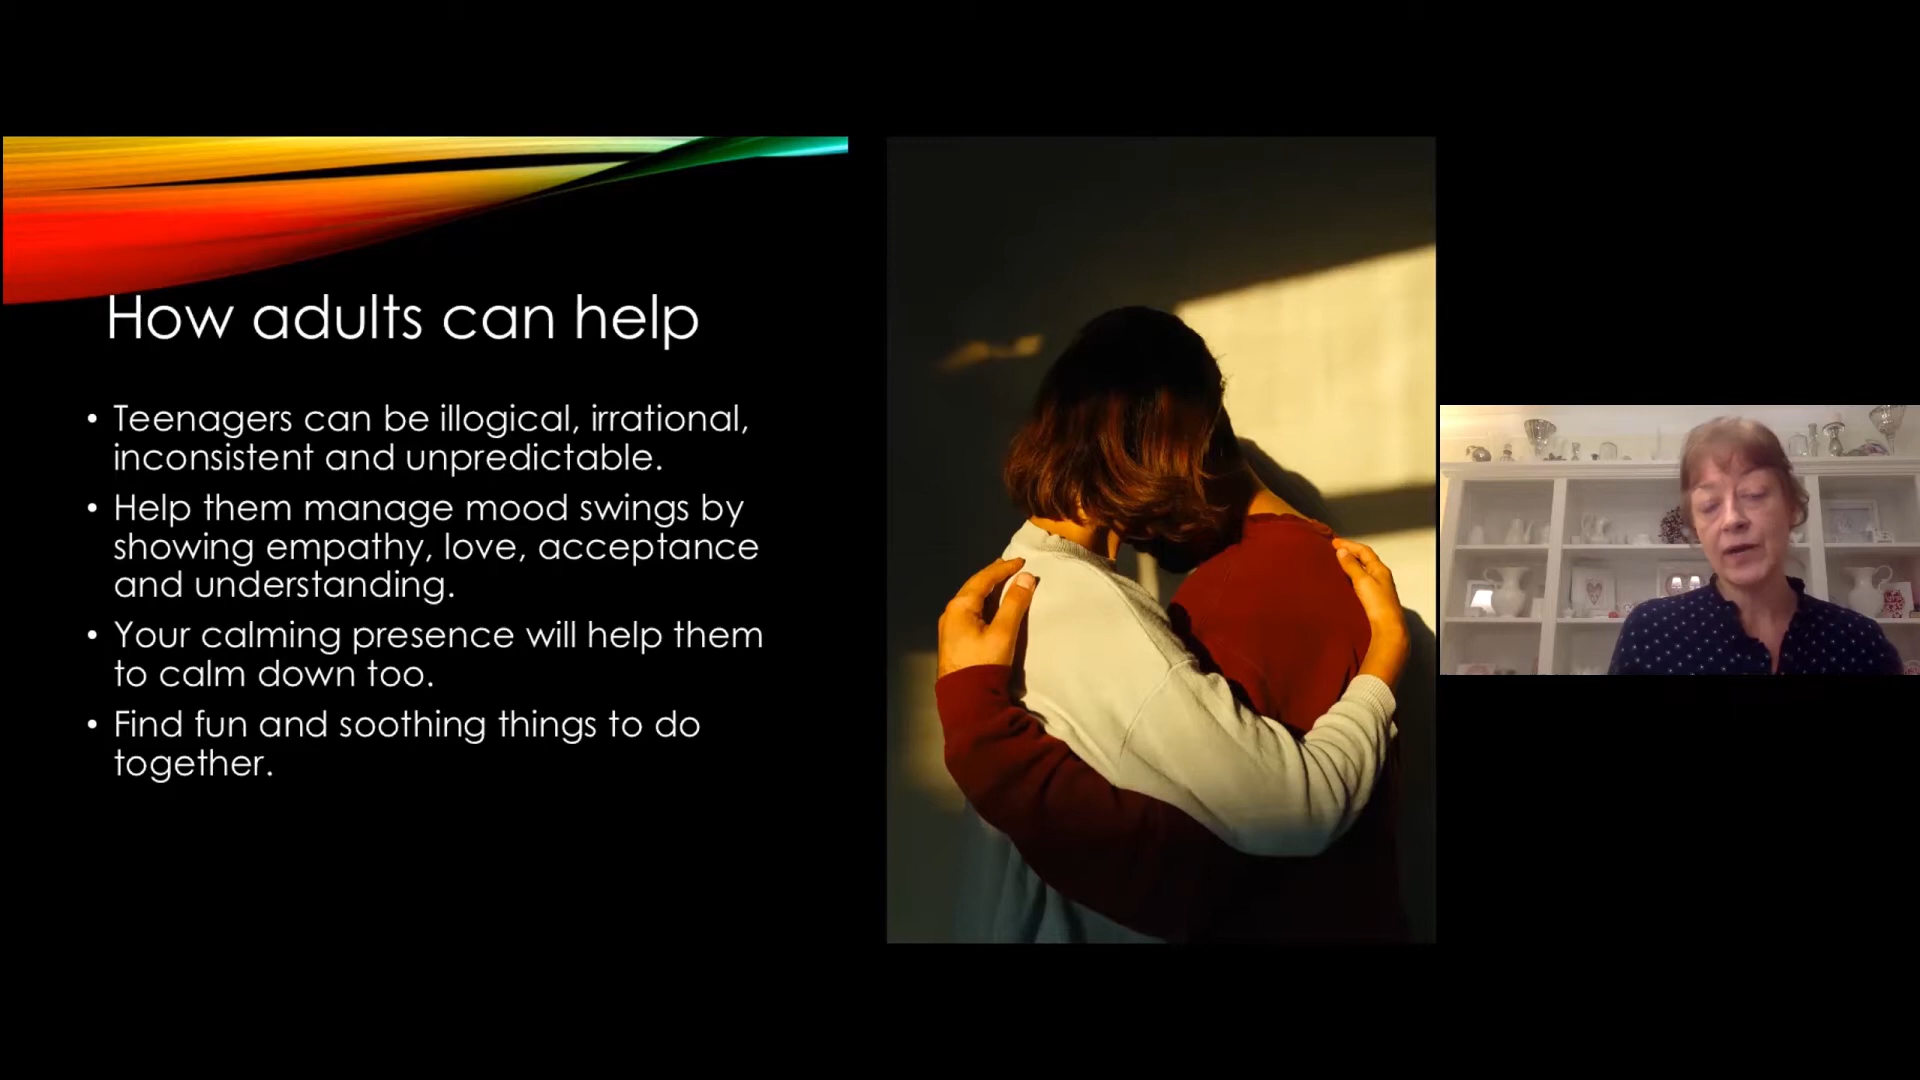 How adults can help
• Teenagers can be illogical, irrational,
inconsistent and unpredictable.
• Help them manage mood swings by
showing empathy, love, acceptance
and understanding.
• Your calming presence will help them
to calm down too.
• Find fun and soothing things to do
together.